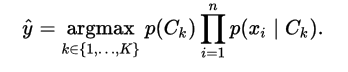 ŷ = argmax_{k∈{1,…,K}} p(C_k) ∏_{i=1}^{n} p(x_i | C_k).